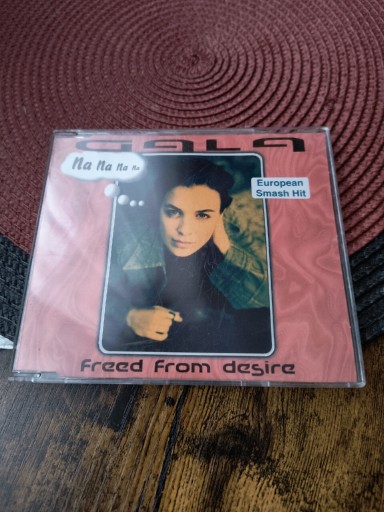 GALA
Na Na Na Na
European
Smash Hit
freed from desire